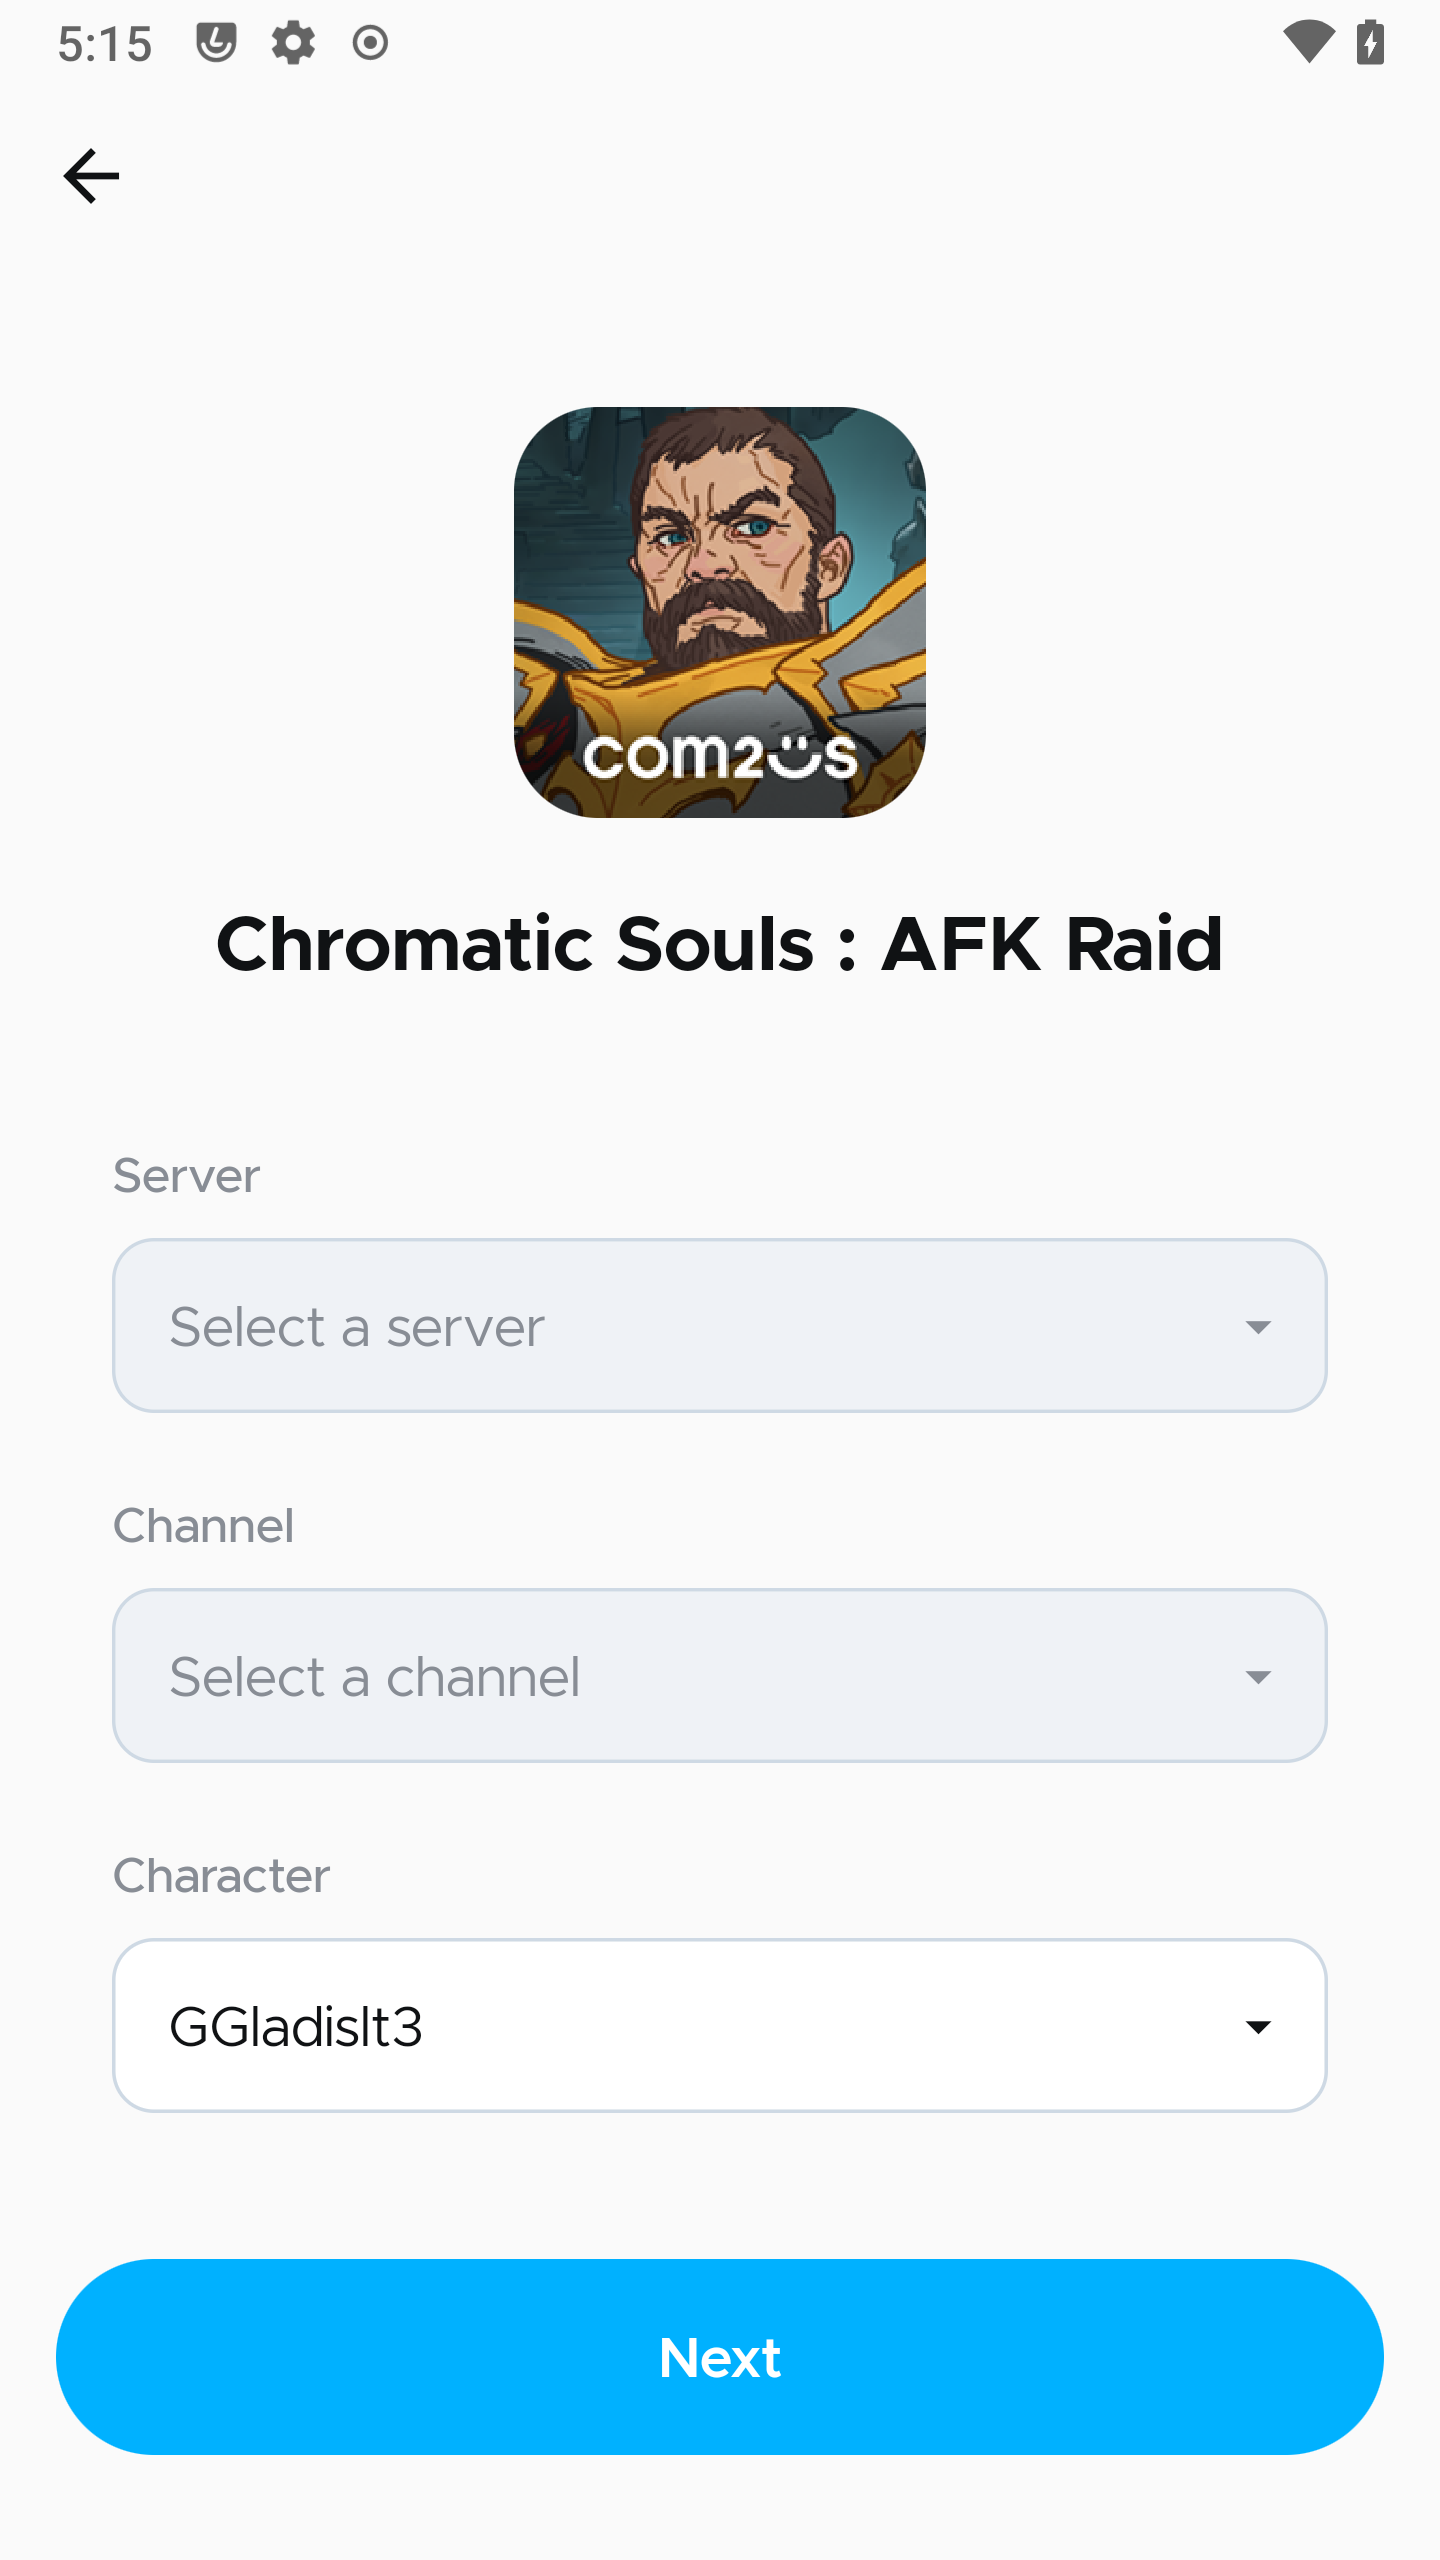 5:15
com2us
Chromatic Souls : AFK Raid
Server
Select a server
Channel
Select a channel
Character
GGladislt3
Next